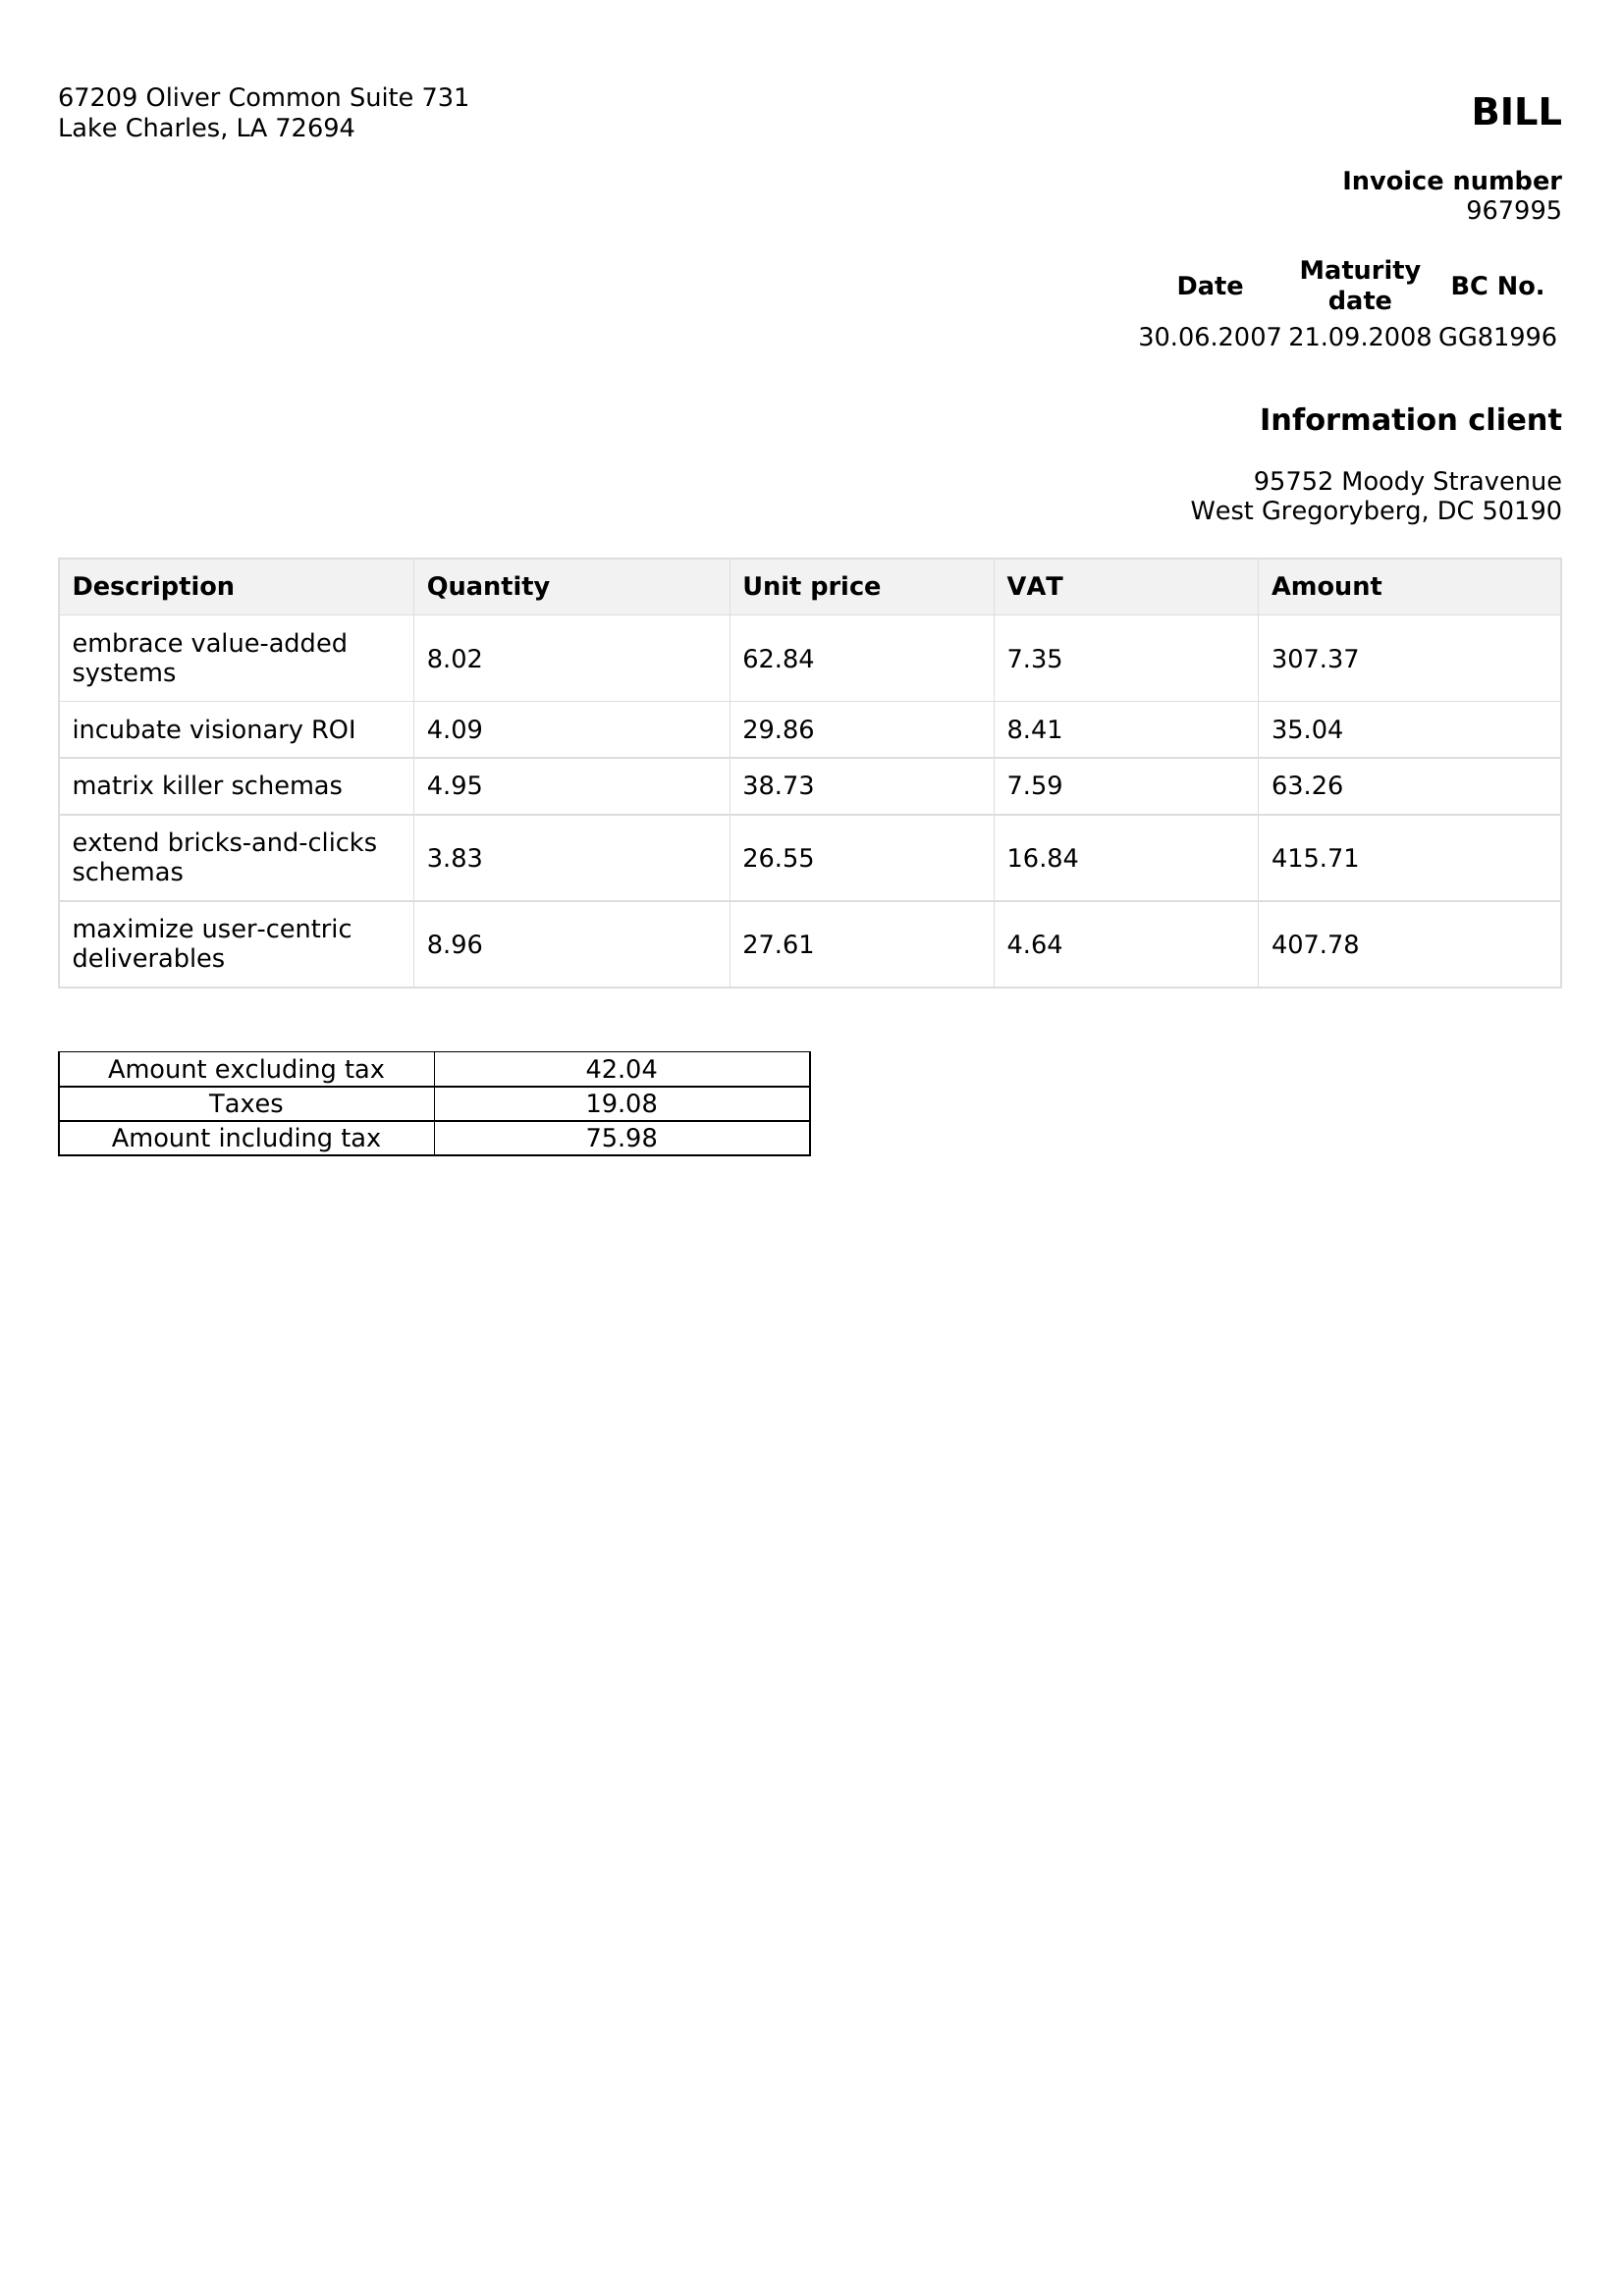 67209 Oliver Common Suite 731
Lake Charles, LA 72694
BILL
Invoice number
967995
Date Maturity date BC No.
30.06.2007 21.09.2008 GG81996
Information client
95752 Moody Stravenue
West Gregoryberg, DC 50190
Description Quantity Unit price VAT Amount
embrace value-added
systems 8.02 62.84 7.35 307.37
incubate visionary ROI 4.09 29.86 8.41 35.04
matrix killer schemas 4.95 38.73 7.59 63.26
extend bricks-and-clicks
schemas 3.83 26.55 16.84 415.71
maximize user-centric
deliverables 8.96 27.61 4.64 407.78
Amount excluding tax 42.04
Taxes 19.08
Amount including tax 75.98